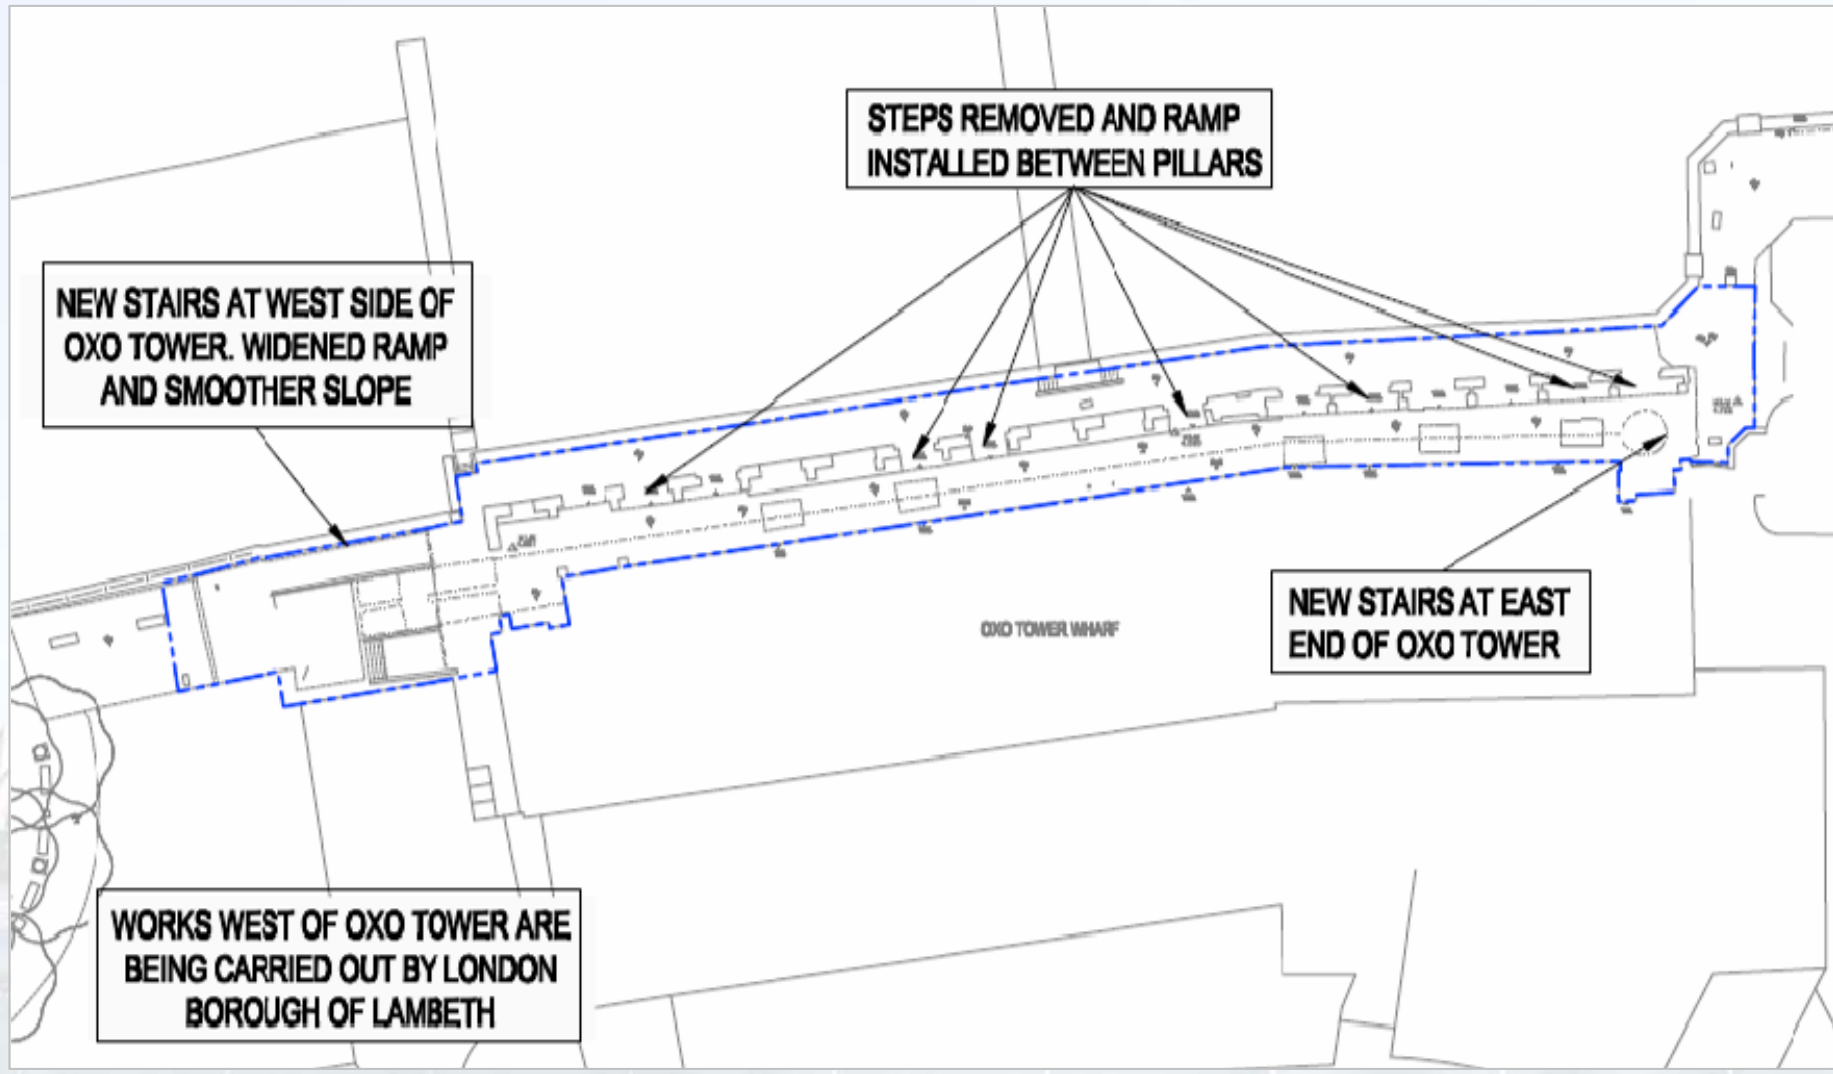 STEPS REMOVED AND RAMP
INSTALLED BETWEEN PILLARS
NEW STAIRS AT WEST SIDE OF
OXO TOWER. WIDENED RAMP
AND SMOOTHER SLOPE
NEW STAIRS AT EAST
END OF OXO TOWER
OXO TOWER WHARF
WORKS WEST OF OXO TOWER ARE
BEING CARRIED OUT BY LONDON
BOROUGH OF LAMBETH